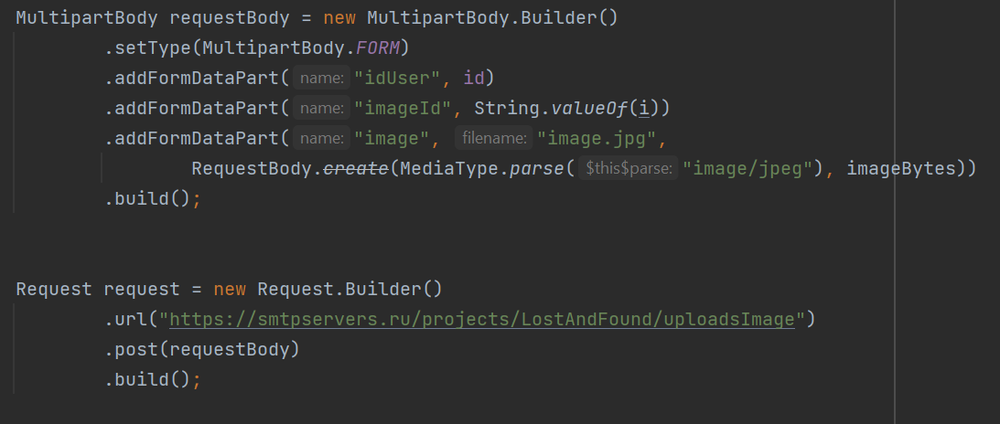 MultipartBody requestBody = new MultipartBody.Builder()
.setType(MultipartBody.FORM)
.addFormDataPart( name: "idUser", id)
.addFormDataPart( name: "imageId", String.valueOf(i))
.addFormDataPart( name: "image", filename: "image.jpg",
RequestBody.create(MediaType.parse( $this$parse: "image/jpeg"), imageBytes))
.build();
Request request = new Request.Builder()
.url("https://smtpservers.ru/projects/LostAndFound/uploadsImage")
.post(requestBody)
.build();